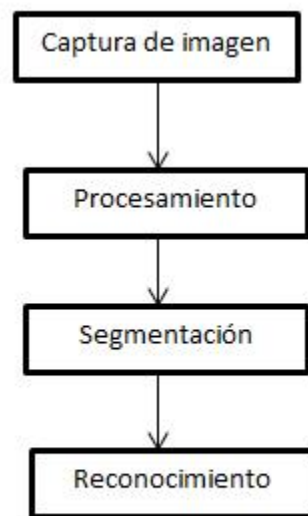 Captura de imagen
Procesamiento
Segmentación
Reconocimiento